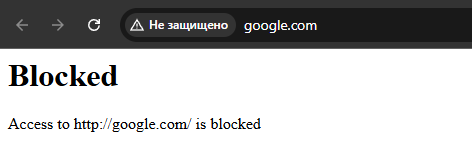 Не защищено google.com
Blocked
Access to http://google.com/ is blocked